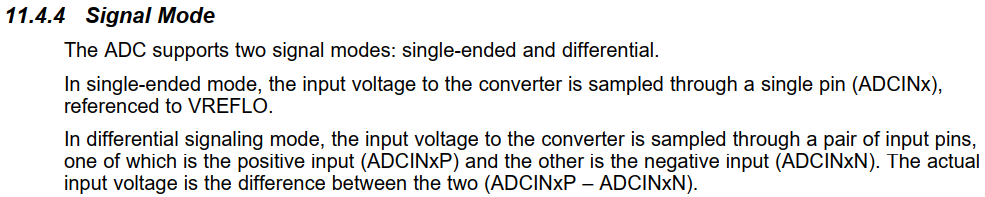 11.4.4 Signal Mode
The ADC supports two signal modes: single-ended and differential.
In single-ended mode, the input voltage to the converter is sampled through a single pin (ADCINx),
referenced to VREFLO.
In differential signaling mode, the input voltage to the converter is sampled through a pair of input pins,
one of which is the positive input (ADCINxP) and the other is the negative input (ADCINxN). The actual
input voltage is the difference between the two (ADCINxP – ADCINxN).